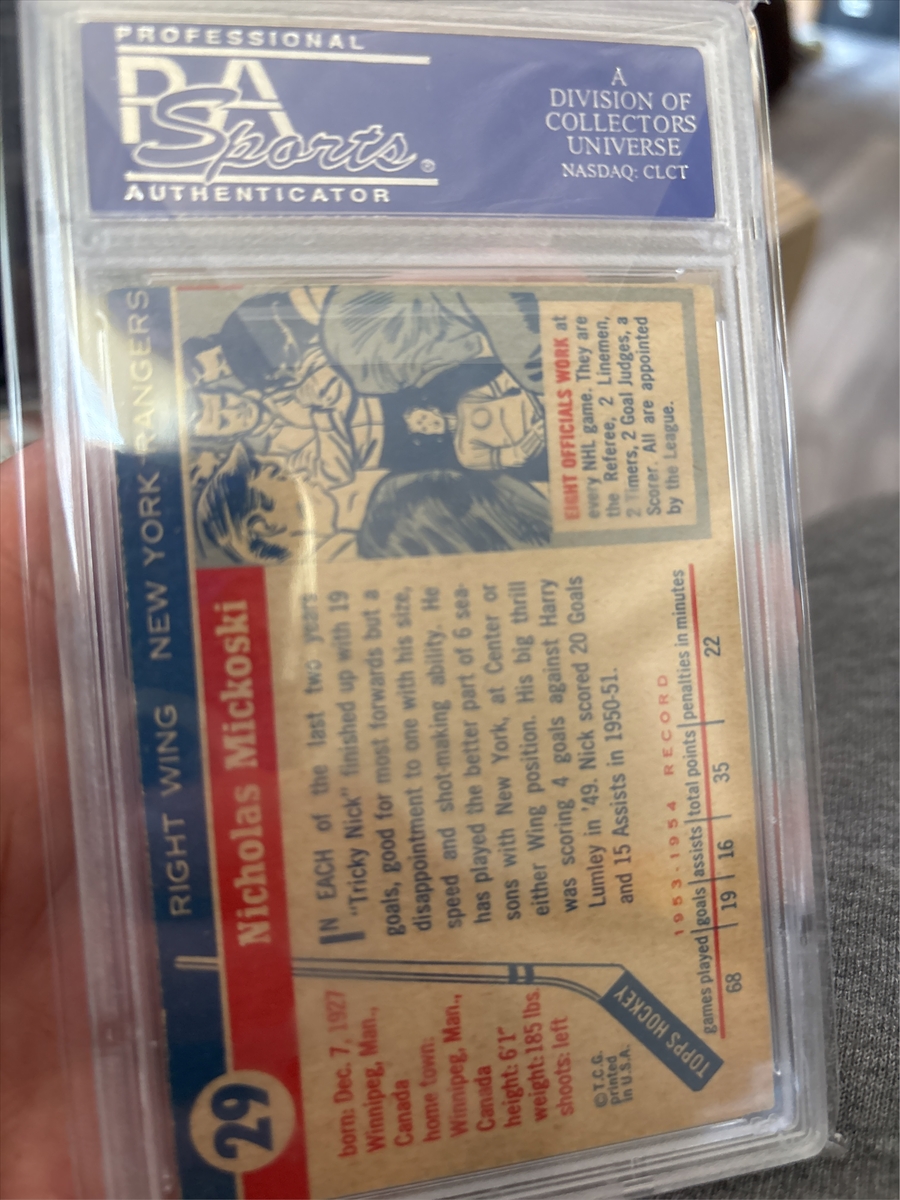 PROFESSIONAL
PSA
Sports®
AUTHENTICATOR
A
DIVISION OF
COLLECTORS
UNIVERSE
NASDAQ: CLCT
29
RIGHT WING NEW YORK RANGERS
Nicholas Mickoski
born: Dec. 7, 1927
Winnipeg, Man.,
Canada
home town:
Winnipeg, Man.,
Canada
height: 6'1"
weight: 185 lbs.
shoots: left
© T.C.G.
printed
in U.S.A.
TOPPS HOCKEY
IN EACH of the last two years
"Tricky Nick" finished up with 19
goals, good for most forwards but a
disappointment to one with his size,
speed and shot-making ability. He
has played the better part of 6 sea-
sons with New York, at Center or
either Wing position. His big thrill
was scoring 4 goals against Harry
Lumley in '49. Nick scored 20 Goals
and 15 Assists in 1950-51.
EIGHT OFFICIALS WORK at
every NHL game. They are
the Referee, 2 Linemen,
2 Timers, 2 Goal Judges, a
Scorer. All are appointed
by the League.
1953-1954 RECORD
games played goals assists total points penalties in minutes
68 19 16 35 22